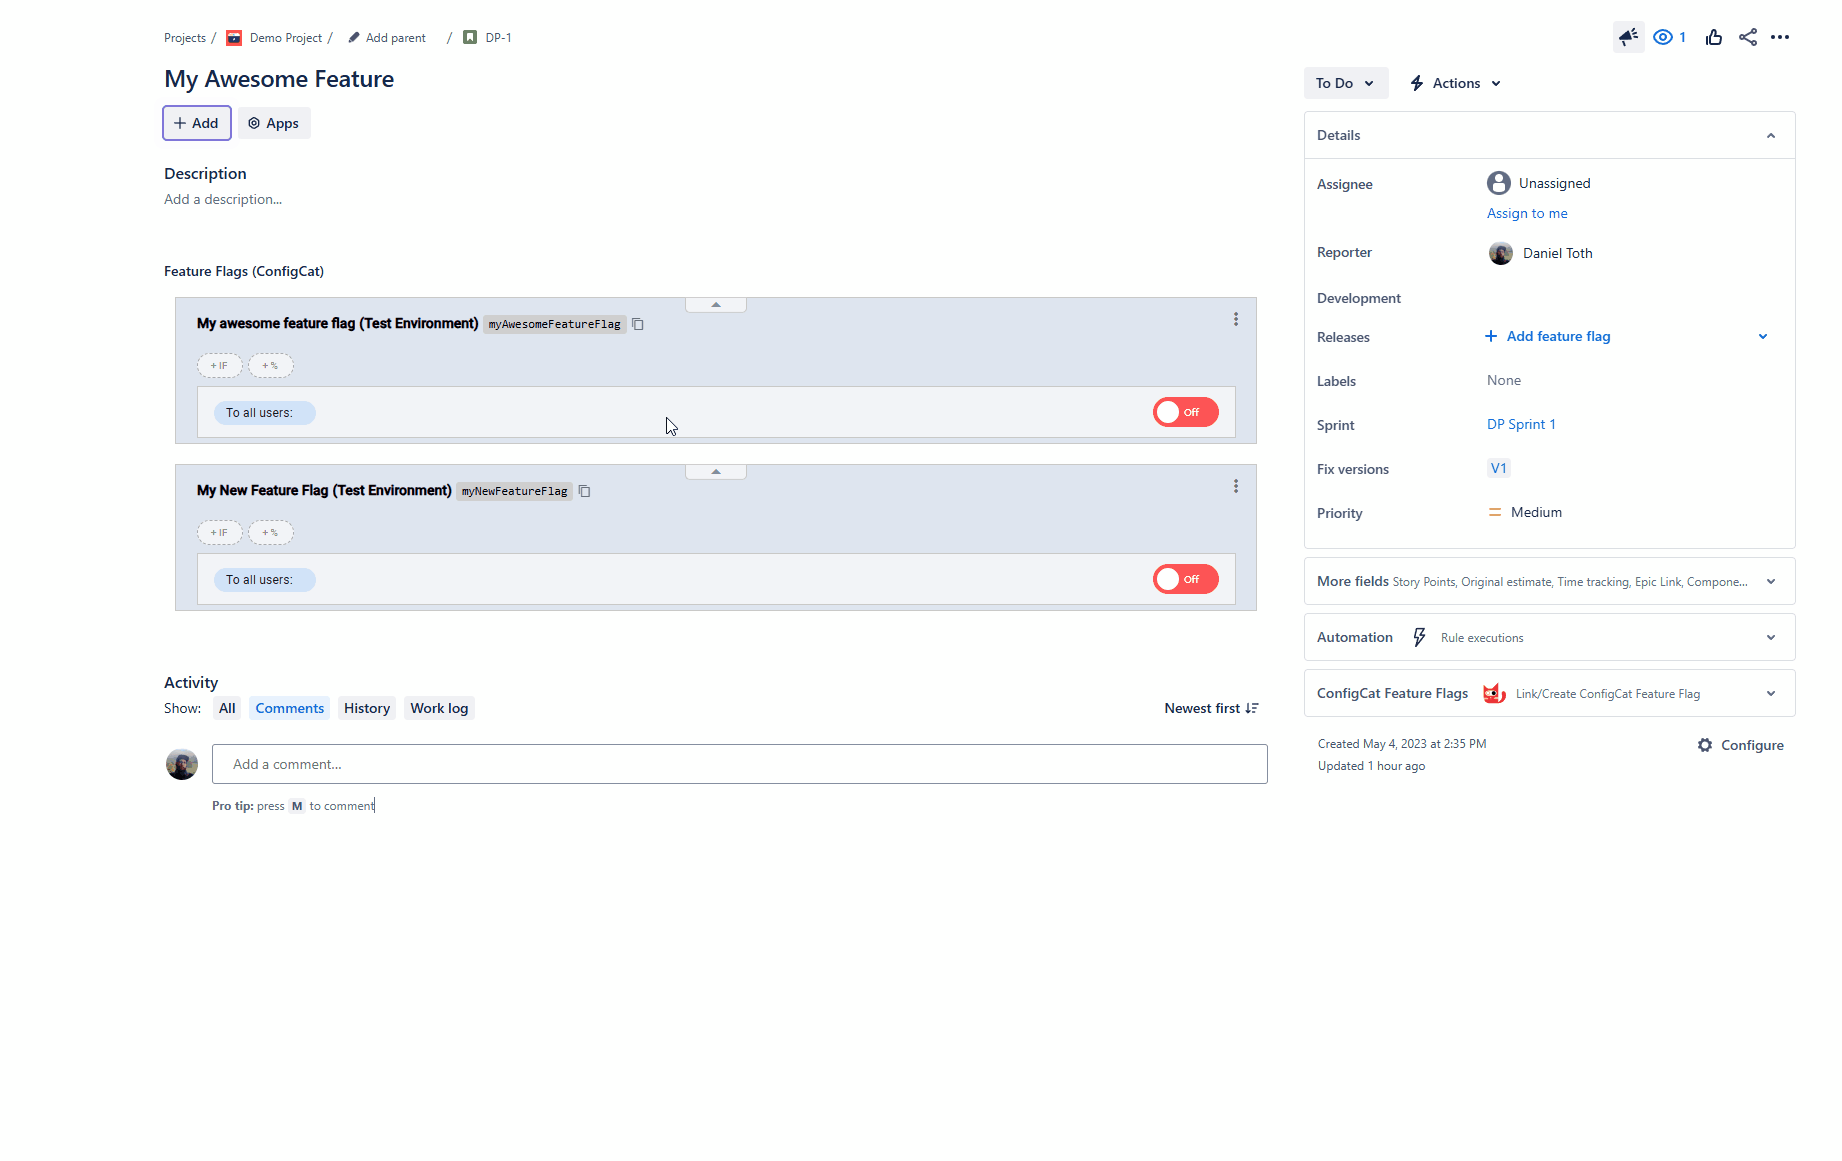 Projects / Demo Project / Add parent / DP-1
1
My Awesome Feature
To Do
Actions
Add
Apps
Details
Description
Add a description...
Assignee
Unassigned
Assign to me
Reporter
Daniel Toth
Feature Flags (ConfigCat)
Development
My awesome feature flag (Test Environment) myAwesomeFeatureFlag
Releases
+ Add feature flag
+ IF
+ %
Labels
None
To all users:
Off
Sprint
DP Sprint 1
Fix versions
V1
My New Feature Flag (Test Environment) myNewFeatureFlag
Priority
Medium
+ IF
+ %
To all users:
Off
More fields Story Points, Original estimate, Time tracking, Epic Link, Compone...
Automation Rule executions
Activity
ConfigCat Feature Flags Link/Create ConfigCat Feature Flag
Show: All Comments History Work log
Newest first
Created May 4, 2023 at 2:35 PM
Configure
Updated 1 hour ago
Add a comment...
Pro tip: press M to comment